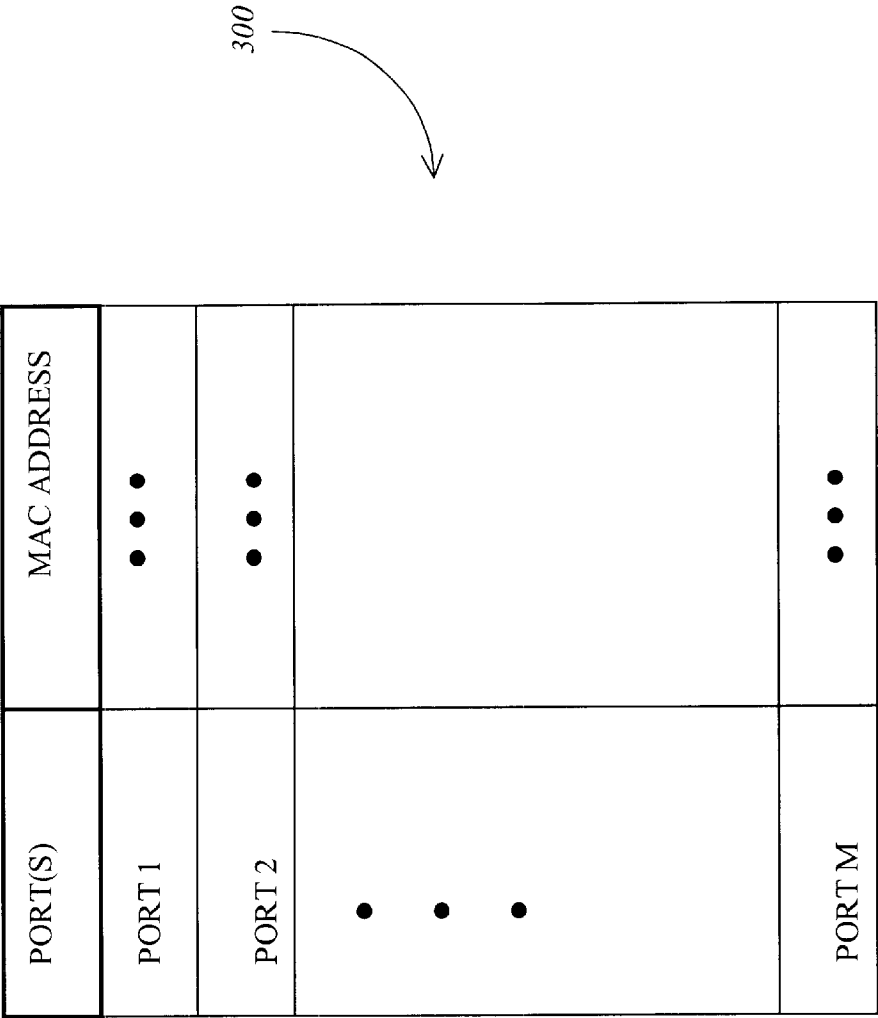 300
PORT(S) MAC ADDRESS
PORT 1 • • •
PORT 2 • • •
• • •
PORT M • • •